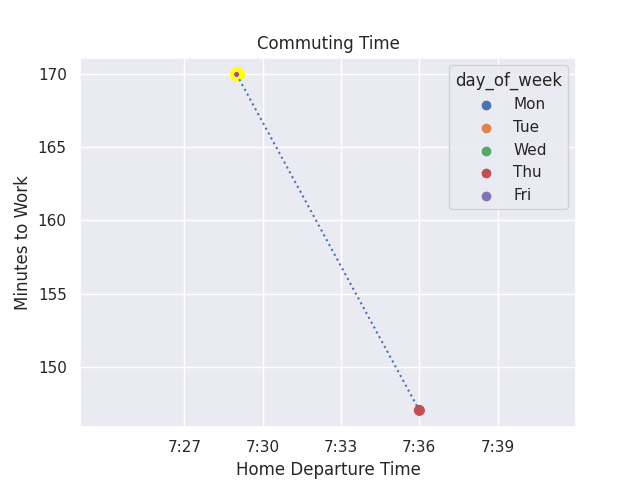 Commuting Time
170
165
160
155
150
Minutes to Work
day_of_week
Mon
Tue
Wed
Thu
Fri
7:27 7:30 7:33 7:36 7:39
Home Departure Time